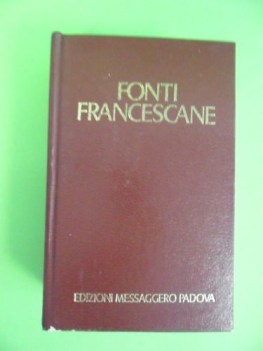 FONTI
FRANCESCANE
EDIZIONI MESSAGGERO PADOVA